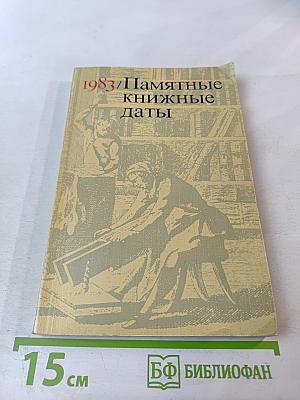 1983/Памятные
книжные
даты
15 см
БФ БИБЛИОФАН